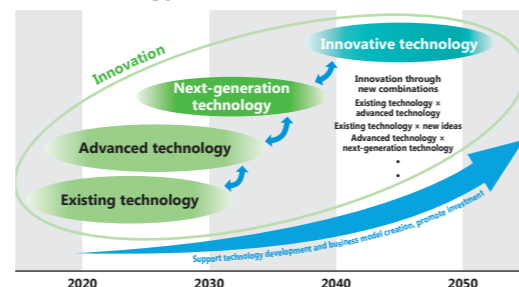 Innovation
Innovative technology
Next-generation
technology
Innovation through
new combinations
Existing technology ×
advanced technology
Existing technology × new ideas
Advanced technology ×
next-generation technology
•
•
Advanced technology
Existing technology
Support technology development and business model creation, promote investment
2020 2030 2040 2050